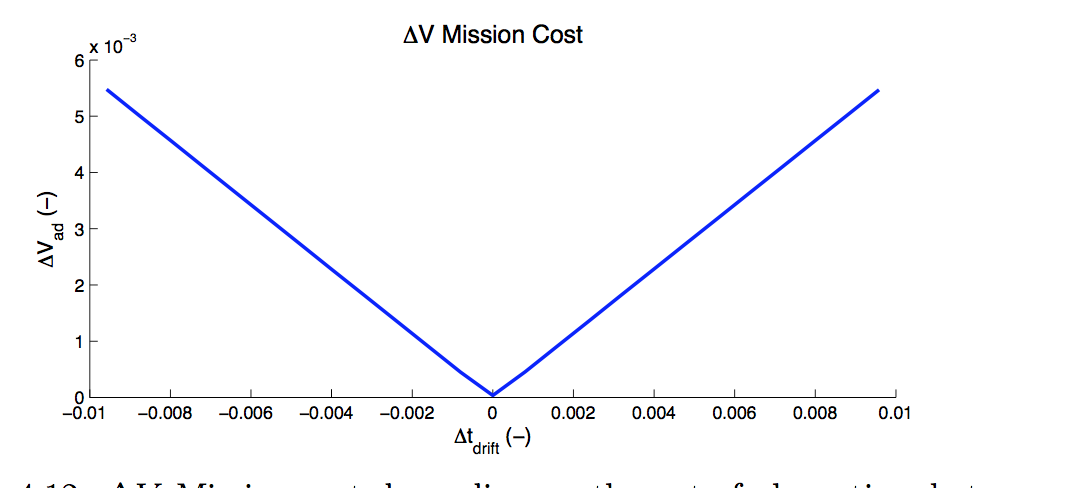 ΔV Mission Cost
x 10⁻³
6
5
4
3
2
1
0
ΔV_ad (–)
–0.01 –0.008 –0.006 –0.004 –0.002 0 0.002 0.004 0.006 0.008 0.01
Δt_drift (–)